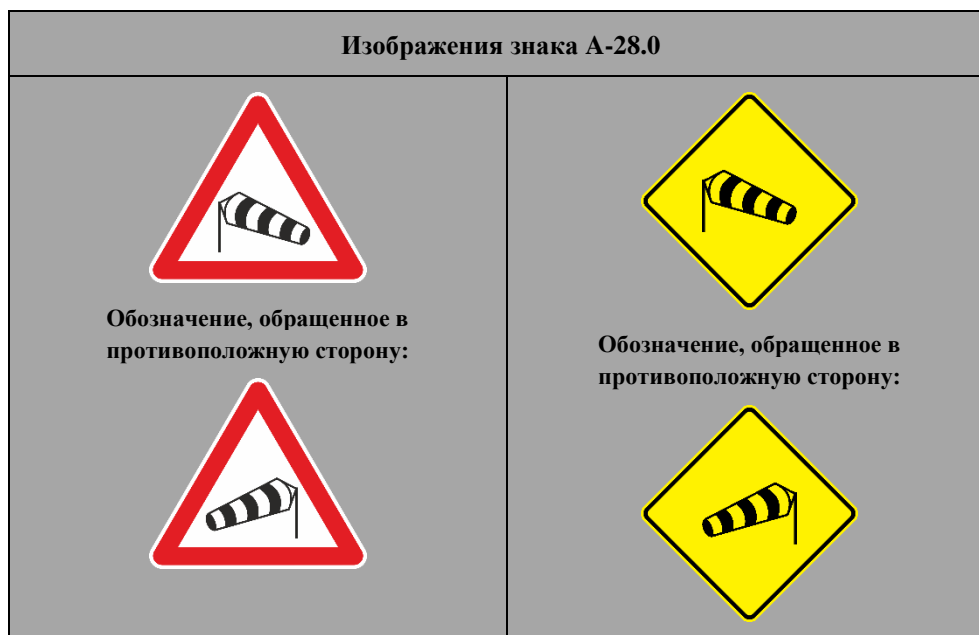 Изображения знака A-28.0
Обозначение, обращенное в
противоположную сторону:
Обозначение, обращенное в
противоположную сторону: